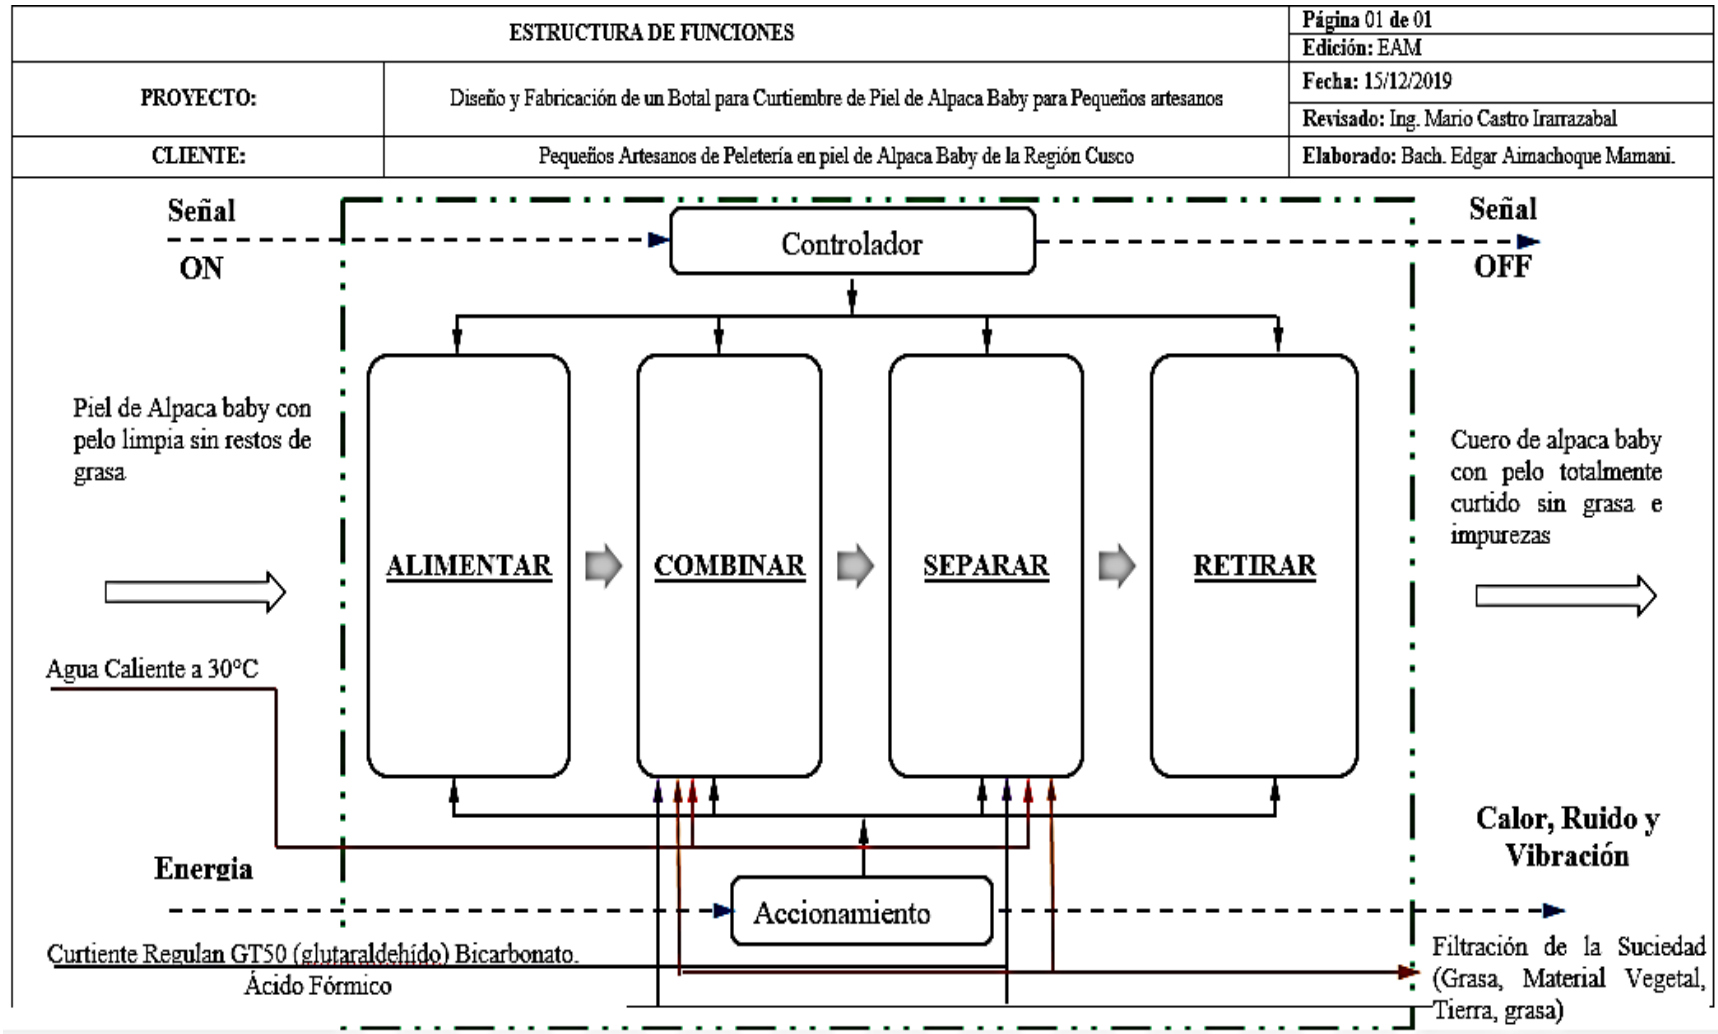 ESTRUCTURA DE FUNCIONES
Página 01 de 01
Edición: EAM
PROYECTO:
Diseño y Fabricación de un Botal para Curtiembre de Piel de Alpaca Baby para Pequeños artesanos
Fecha: 15/12/2019
Revisado: Ing. Mario Castro Irarrazabal
CLIENTE:
Pequeños Artesanos de Peletería en piel de Alpaca Baby de la Región Cusco
Elaborado: Bach. Edgar Aimachoque Mamani.
Señal
ON
Controlador
Señal
OFF
Piel de Alpaca baby con
pelo limpia sin restos de
grasa
ALIMENTAR
COMBINAR
SEPARAR
RETIRAR
Cuero de alpaca baby
con pelo totalmente
curtido sin grasa e
impurezas
Agua Caliente a 30°C
Energia
Accionamiento
Calor, Ruido y
Vibración
Curtiente Regulan GT50 (glutaraldehído) Bicarbonato.
Ácido Fórmico
Filtración de la Suciedad
(Grasa, Material Vegetal,
Tierra, grasa)